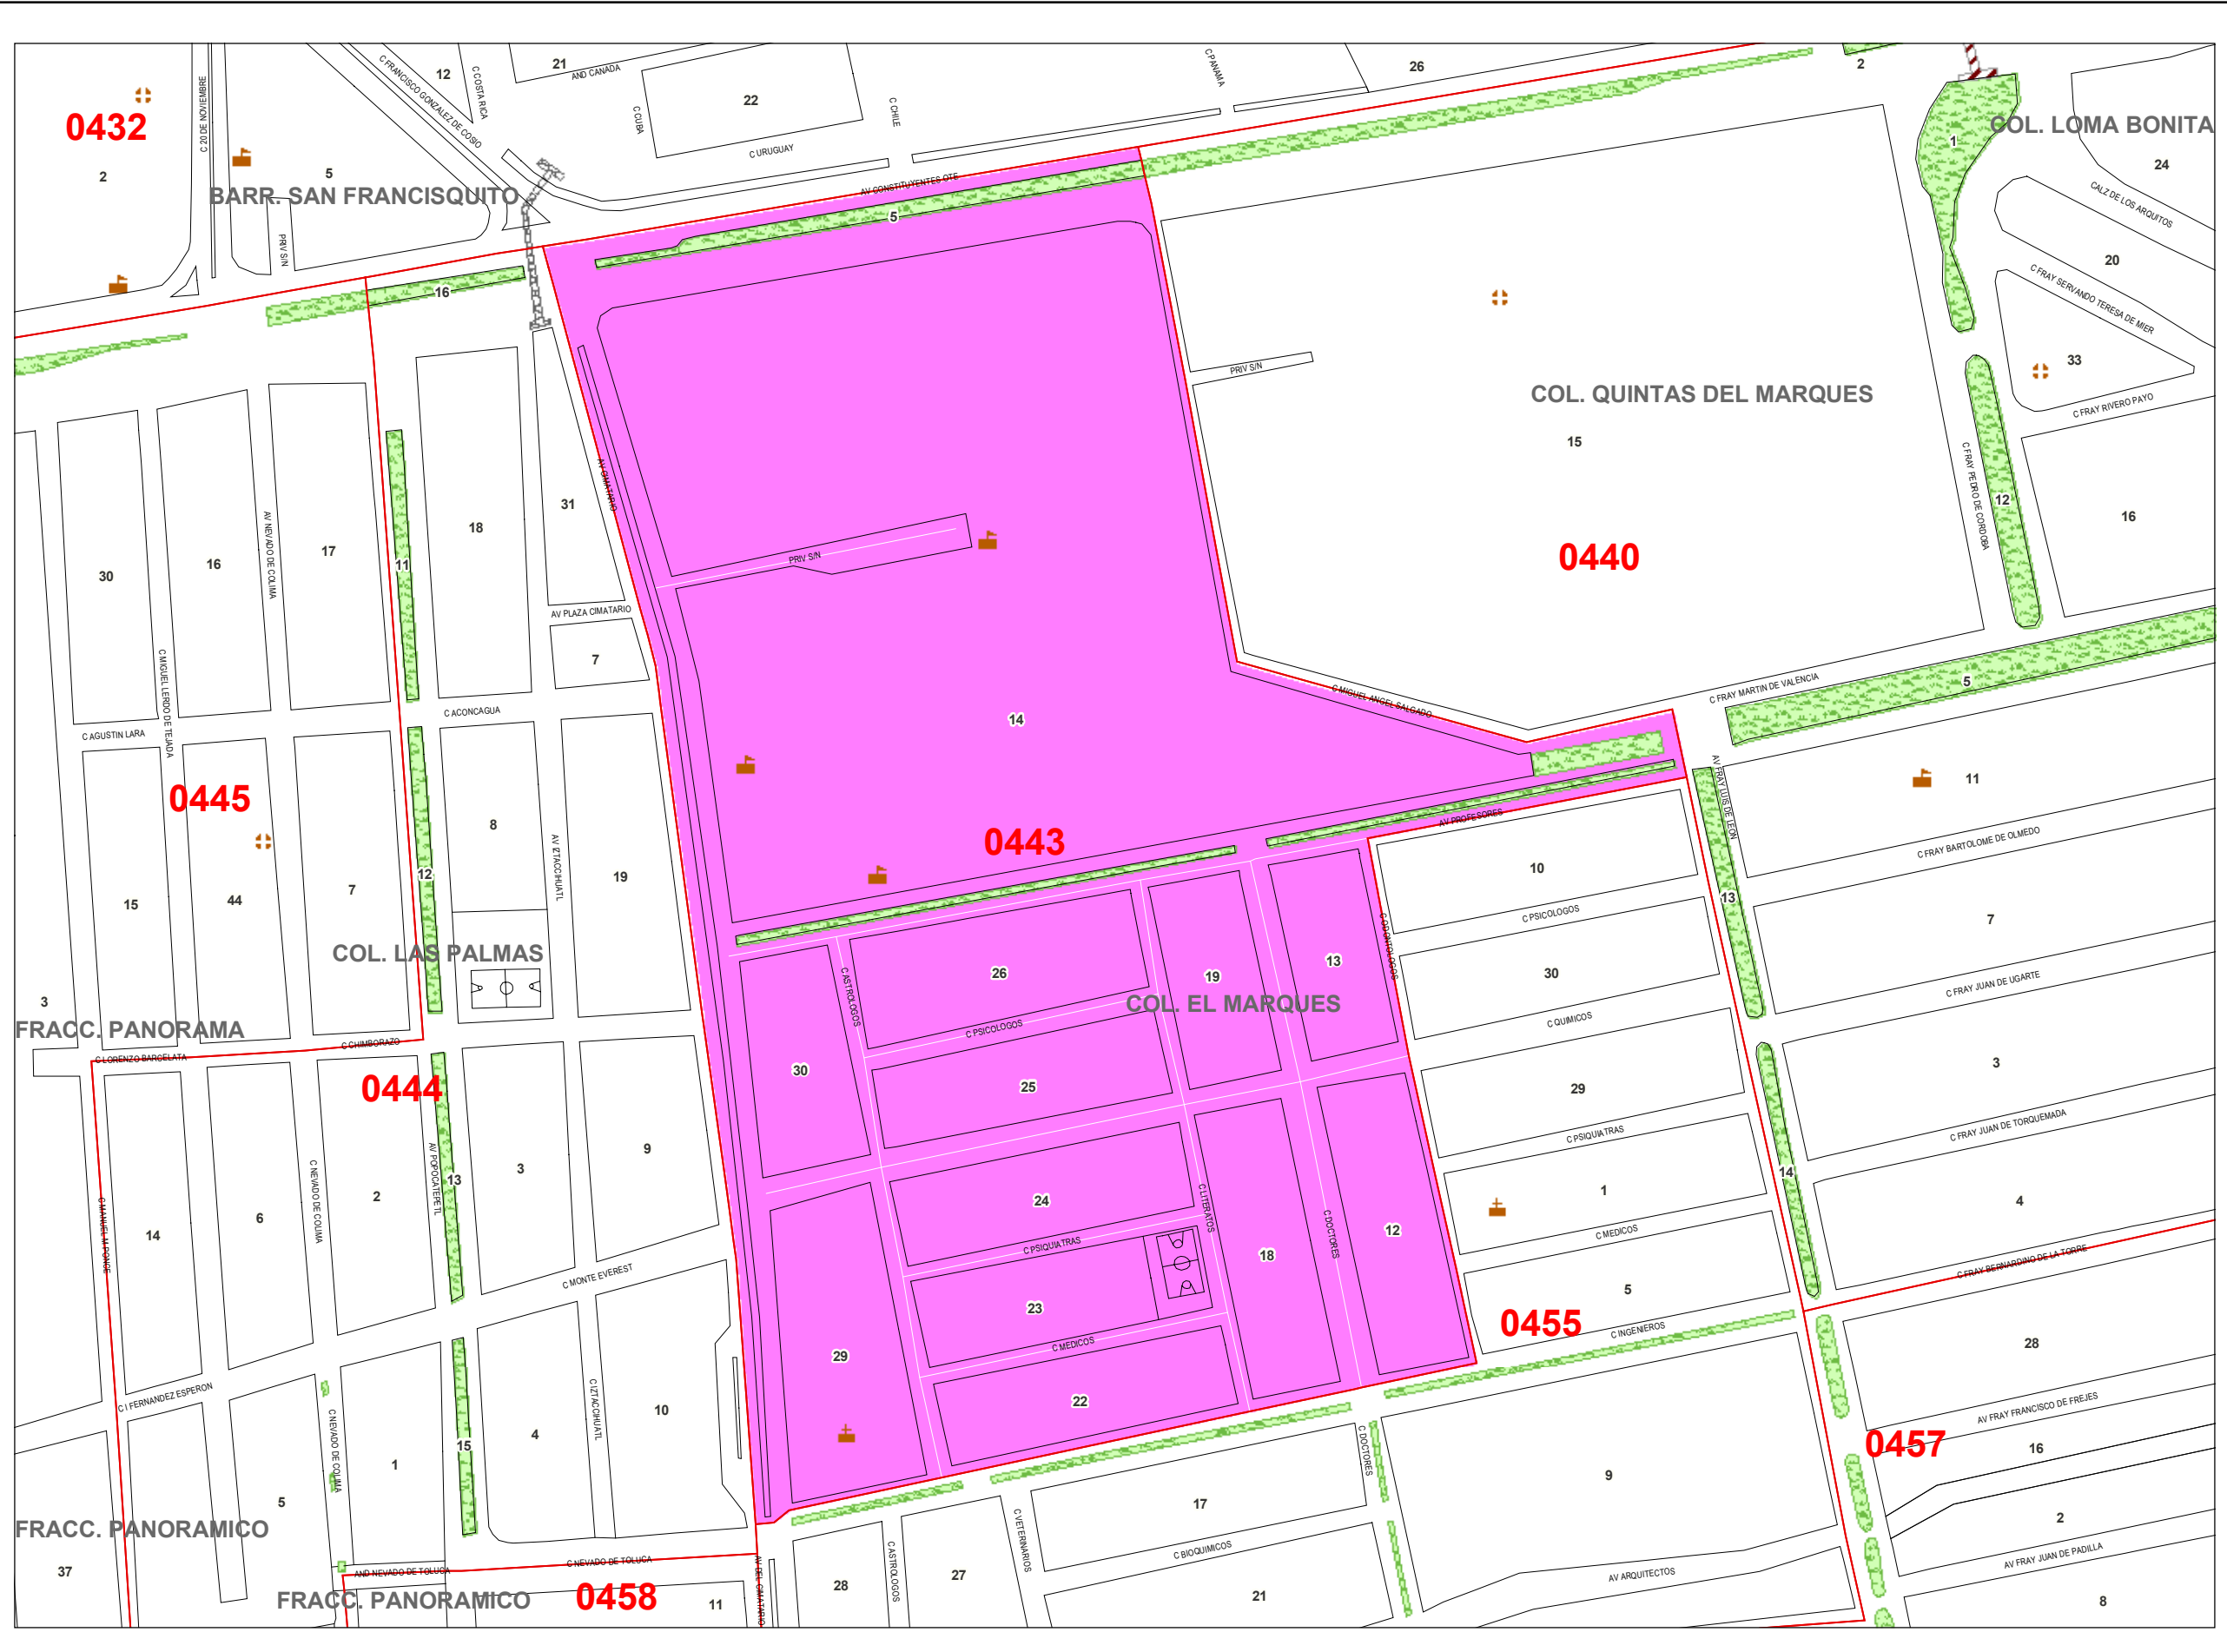 21
12
AND CANADA
26
2
C FRANCISCO GONZALEZ DE COSIO
C COSTA RICA
C PANAMA
C 20 DE NOVIEMBRE
22
C CUBA
C CHILE
0432
COL. LOMA BONITA
1
C URUGUAY
24
2
5
BARR. SAN FRANCISQUITO
AV CONSTITUYENTES OTE
CALZ DE LOS ARQUITOS
5
PRIV S/N
20
C FRAY SERVANDO TERESA DE MIER
16
33
PRIV S/N
COL. QUINTAS DEL MARQUES
C FRAY RIVERO PAYO
15
AV CIMATARIO
C FRAY PEDRO DE CORDOBA
12
31
18
16
AV NEVADO DE COLIMA
17
PRIV S/N
0440
11
16
30
AV PLAZA CIMATARIO
7
C MIGUEL LERDO DE TEJADA
5
C FRAY MARTIN DE VALENCIA
C MIGUEL ANGEL SALGADO
C ACONCAGUA
14
C AGUSTIN LARA
AV FRAY LUIS DE LEON
11
0445
AV PROFESORES
8
0443
C FRAY BARTOLOME DE OLMEDO
AV IZTACCIHUATL
10
12
19
7
44
15
13
C PSICOLOGOS
7
C ODONTOLOGOS
COL. LAS PALMAS
13
26
19
30
C ASTROLOGOS
C FRAY JUAN DE UGARTE
3
COL. EL MARQUES
C QUIMICOS
FRACC. PANORAMA
C PSICOLOGOS
C CHIMBORAZO
C LORENZO BARCELATA
3
30
0444
25
29
C FRAY JUAN DE TORQUEMADA
C PSIQUIATRAS
9
3
AV POPOCATEPETL
13
14
C NEVADO DE COLIMA
2
24
1
4
C LITERATOS
C MANUEL M PONCE
14
6
C DOCTORES
12
C MEDICOS
C PSIQUIATRAS
18
C FRAY BERNARDINO DE LA TORRE
C MONTE EVEREST
5
23
0455
C INGENIEROS
C MEDICOS
29
28
C I FERNANDEZ ESPERON
22
10
C IZTACCIHUATL
AV FRAY FRANCISCO DE FREJES
4
15
C NEVADO DE COLIMA
C DOCTORES
0457
16
1
9
5
17
FRACC. PANORAMICO
C VETERINARIOS
2
C BIOQUIMICOS
C NEVADO DE TOLUCA
AV FRAY JUAN DE PADILLA
37
AND NEVADO DE TOLUCA
AV DEL CIMATARIO
C ASTROLOGOS
27
AV ARQUITECTOS
28
FRACC. PANORAMICO
0458
11
21
8